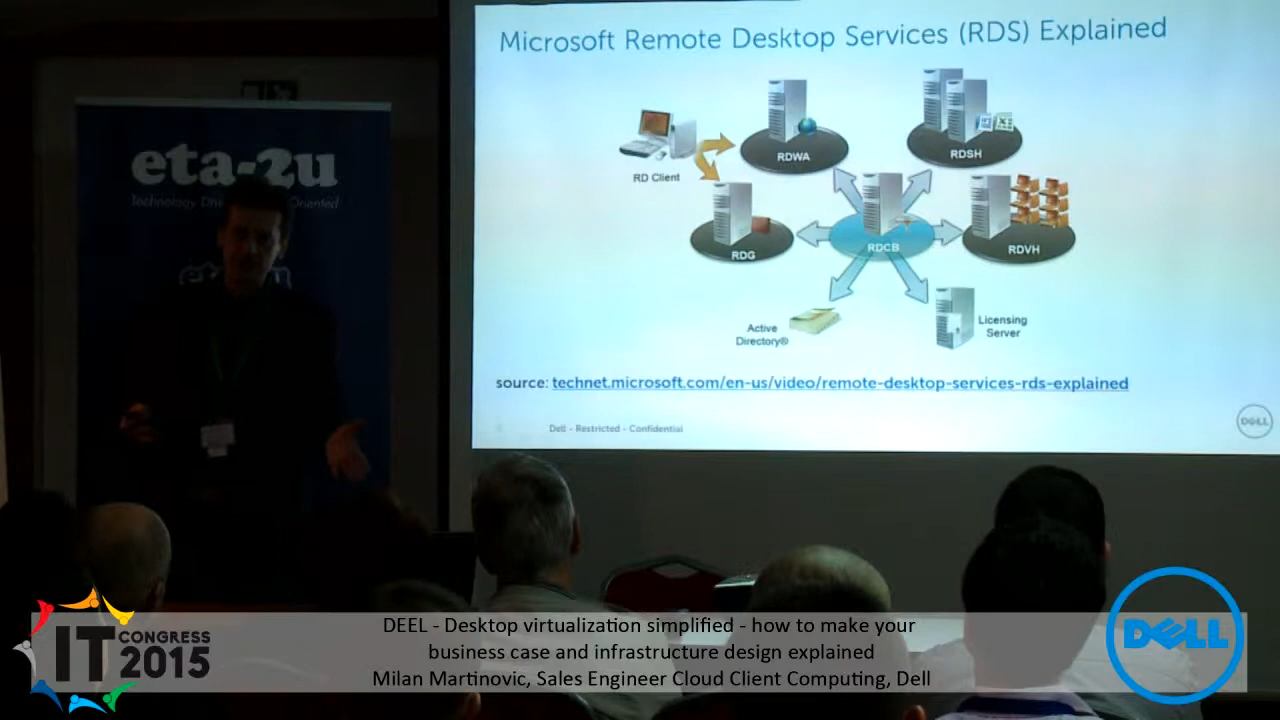 Microsoft Remote Desktop Services (RDS) Explained
RD Client
RDWA
RDSH
RDG
RDCB
RDVH
Active
Directory®
Licensing
Server
source: technet.microsoft.com/en-us/video/remote-desktop-services-rds-explained
Dell - Restricted - Confidential
DELL
eta-2u
Oriented
IT CONGRESS
2015
DEEL - Desktop virtualization simplified - how to make your
business case and infrastructure design explained
Milan Martinovic, Sales Engineer Cloud Client Computing, Dell
DELL